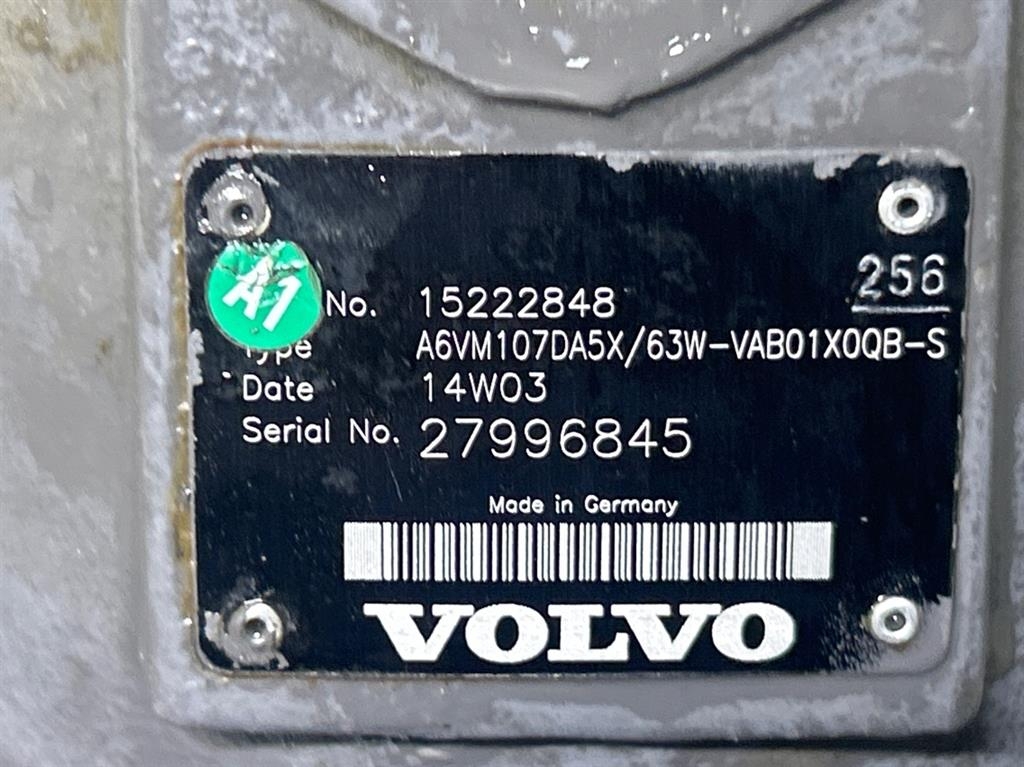 256
A1
No. 15222848
Type A6VM107DA5X/63W-VAB01X0QB-S
Date 14W03
Serial No. 27996845
Made in Germany
VOLVO